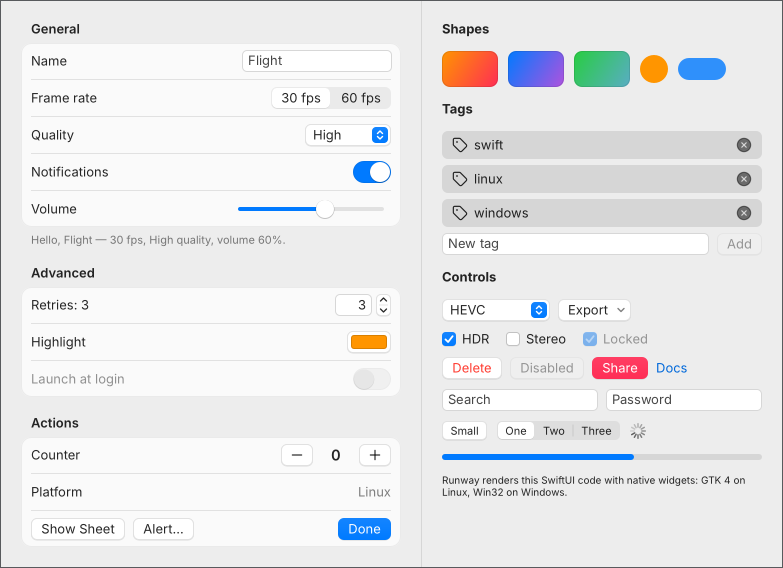 General
Name
Flight
Frame rate
30 fps
60 fps
Quality
High
Notifications
Volume
Hello, Flight — 30 fps, High quality, volume 60%.
Advanced
Retries: 3
3
Highlight
Launch at login
Actions
Counter
0
Platform
Linux
Show Sheet
Alert...
Done
Shapes
Tags
swift
linux
windows
New tag
Add
Controls
HEVC
Export
HDR
Stereo
Locked
Delete
Disabled
Share
Docs
Search
Password
Small
One
Two
Three
Runway renders this SwiftUI code with native widgets: GTK 4 on
Linux, Win32 on Windows.